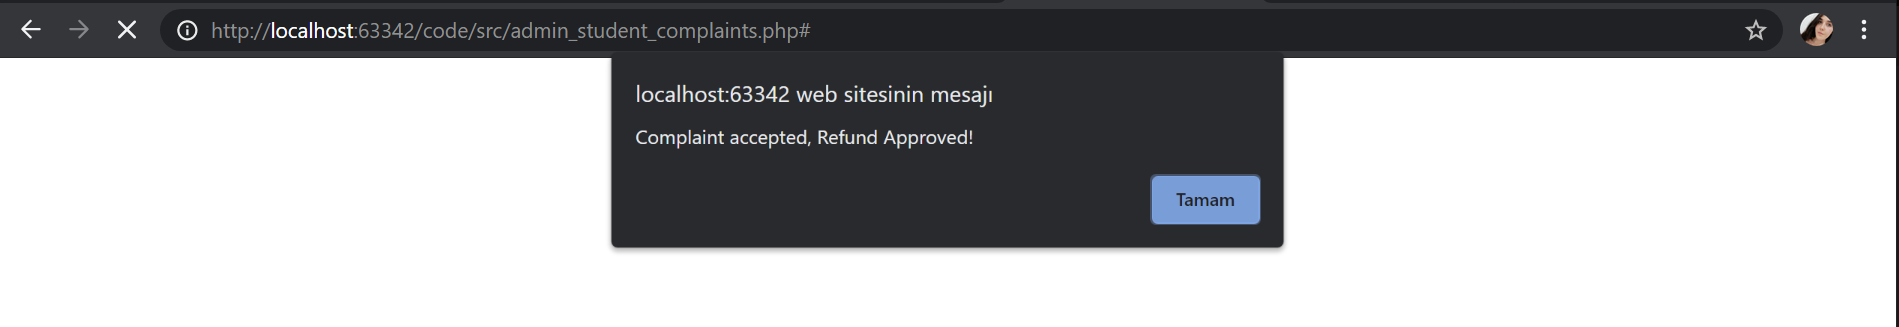 http://localhost:63342/code/src/admin_student_complaints.php#
localhost:63342 web sitesinin mesajı
Complaint accepted, Refund Approved!
Tamam